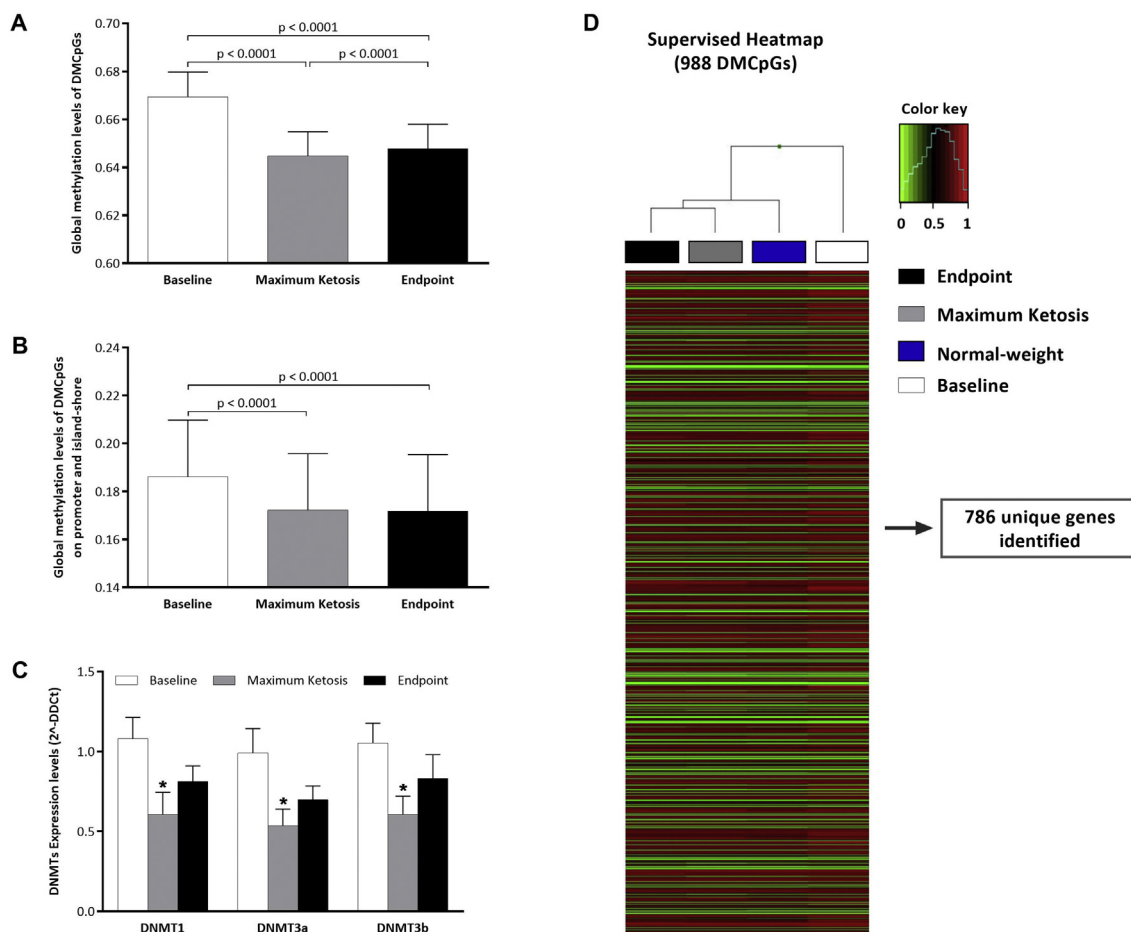 A
Global methylation levels of DMCpGs
0.70
0.68
0.66
0.64
0.62
0.60
p < 0.0001
p < 0.0001
p < 0.0001
Baseline
Maximum Ketosis
Endpoint
B
Global methylation levels of DMCpGs
on promoter and island-shore
0.24
0.22
0.20
0.18
0.16
0.14
p < 0.0001
p < 0.0001
Baseline
Maximum Ketosis
Endpoint
C
DNMTs Expression levels (2^-DDCt)
1.5
1.0
0.5
0.0
Baseline
Maximum Ketosis
Endpoint
*
*
*
DNMT1
DNMT3a
DNMT3b
D
Supervised Heatmap
(988 DMCpGs)
Color key
0 0.5 1
Endpoint
Maximum Ketosis
Normal-weight
Baseline
786 unique genes
identified